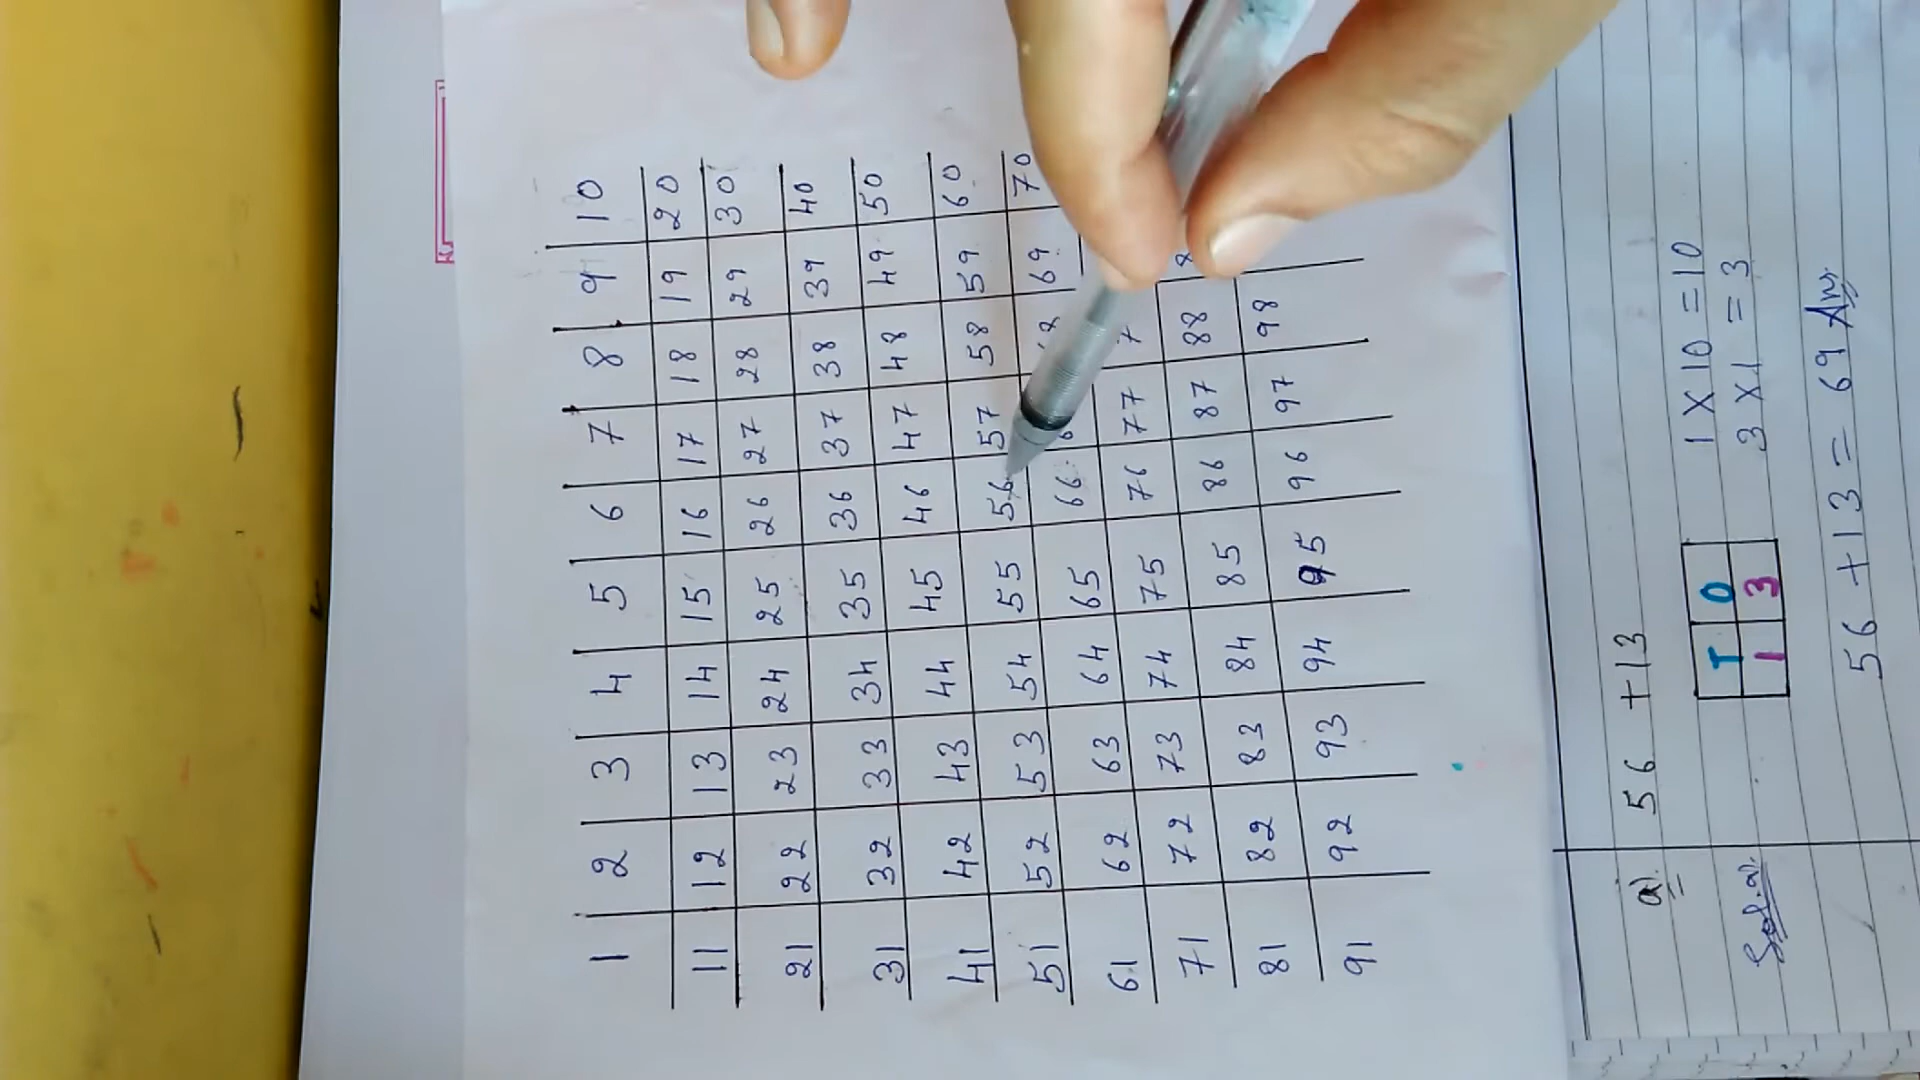 1 2 3 4 5 6 7 8 9 10
11 12 13 14 15 16 17 18 19 20
21 22 23 24 25 26 27 28 29 30
31 32 33 34 35 36 37 38 39 40
41 42 43 44 45 46 47 48 49 50
51 52 53 54 55 56 57 58 59 60
61 62 63 64 65 66 69 70
71 72 73 74 75 76 77
81 82 83 84 85 86 87 88
91 92 93 94 95 96 97 98
a) 56 + 13
Sol.a)
T O 1 X 10 = 10
1 3 3 X 1 = 3
56 + 13 = 69 Ans.